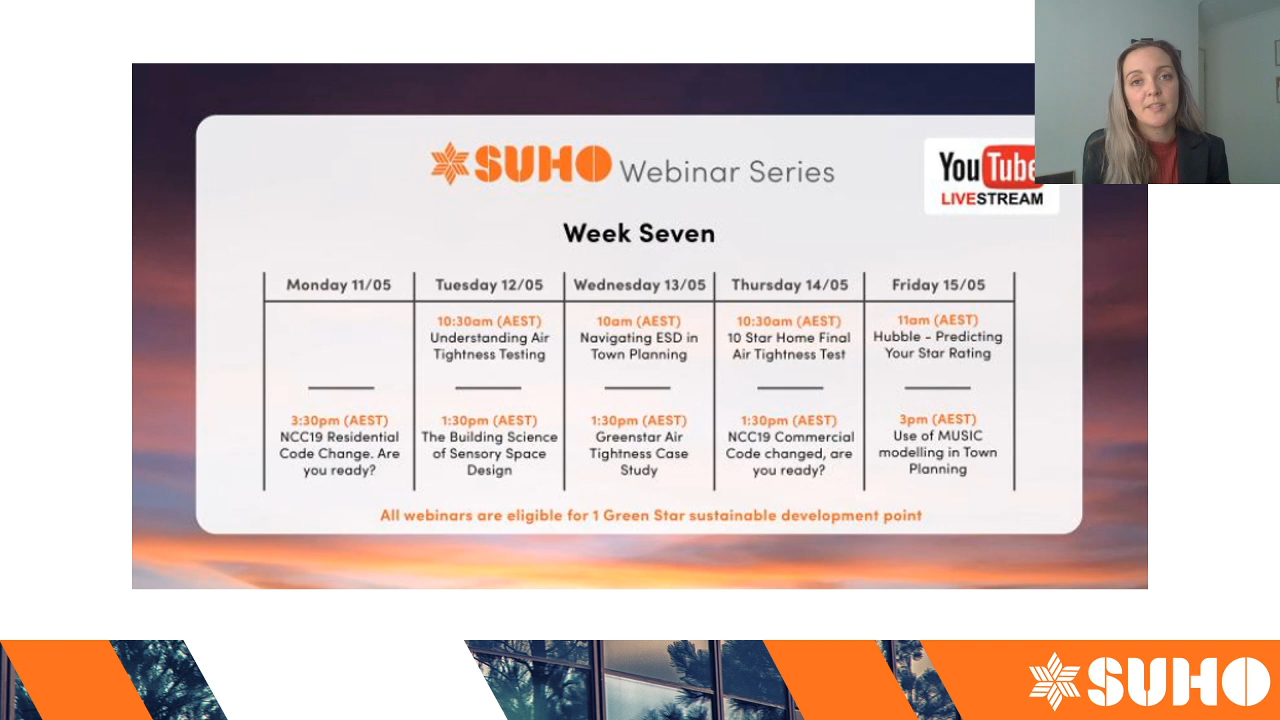 SUHO Webinar Series
YouTube
LIVESTREAM
Week Seven
Monday 11/05
Tuesday 12/05
Wednesday 13/05
Thursday 14/05
Friday 15/05
10:30am (AEST)
Understanding Air
Tightness Testing
10am (AEST)
Navigating ESD in
Town Planning
10:30am (AEST)
10 Star Home Final
Air Tightness Test
11am (AEST)
Hubble - Predicting
Your Star Rating
3:30pm (AEST)
NCC19 Residential
Code Change. Are
you ready?
1:30pm (AEST)
The Building Science
of Sensory Space
Design
1:30pm (AEST)
Greenstar Air
Tightness Case
Study
1:30pm (AEST)
NCC19 Commercial
Code changed, are
you ready?
3pm (AEST)
Use of MUSIC
modelling in Town
Planning
All webinars are eligible for 1 Green Star sustainable development point
SUHO